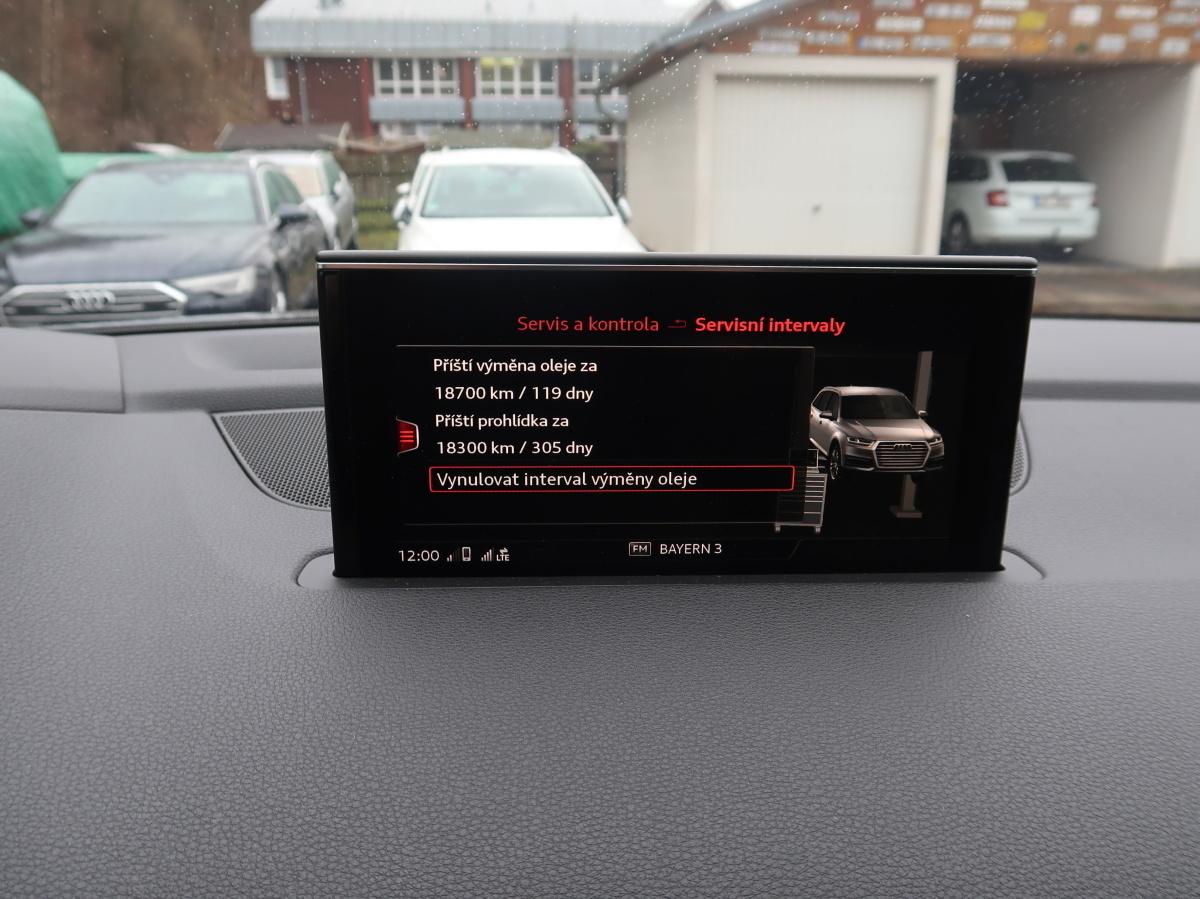 Servis a kontrola Servisní intervaly
Příští výměna oleje za
18700 km / 119 dny
Příští prohlídka za
18300 km / 305 dny
Vynulovat interval výměny oleje
12:00 LTE FM BAYERN 3